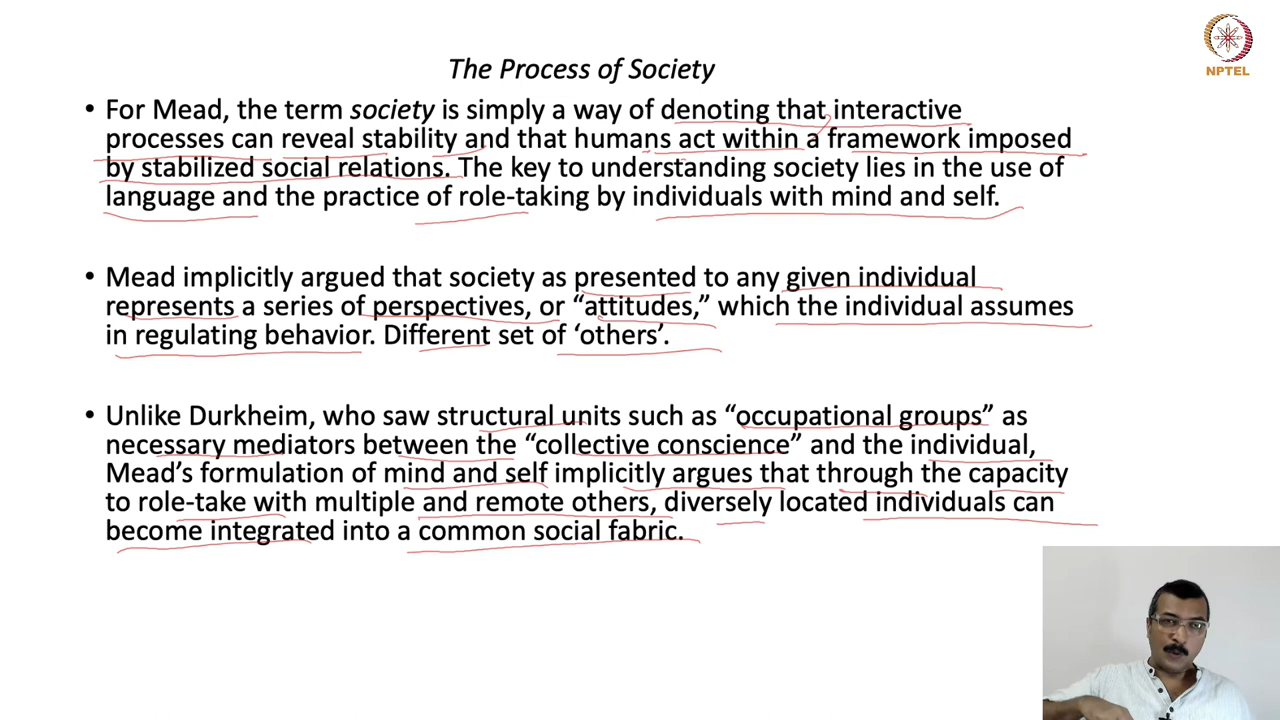 NPTEL
The Process of Society
• For Mead, the term society is simply a way of denoting that interactive
processes can reveal stability and that humans act within a framework imposed
by stabilized social relations. The key to understanding society lies in the use of
language and the practice of role-taking by individuals with mind and self.
• Mead implicitly argued that society as presented to any given individual
represents a series of perspectives, or “attitudes,” which the individual assumes
in regulating behavior. Different set of ‘others’.
• Unlike Durkheim, who saw structural units such as “occupational groups” as
necessary mediators between the “collective conscience” and the individual,
Mead’s formulation of mind and self implicitly argues that through the capacity
to role-take with multiple and remote others, diversely located individuals can
become integrated into a common social fabric.